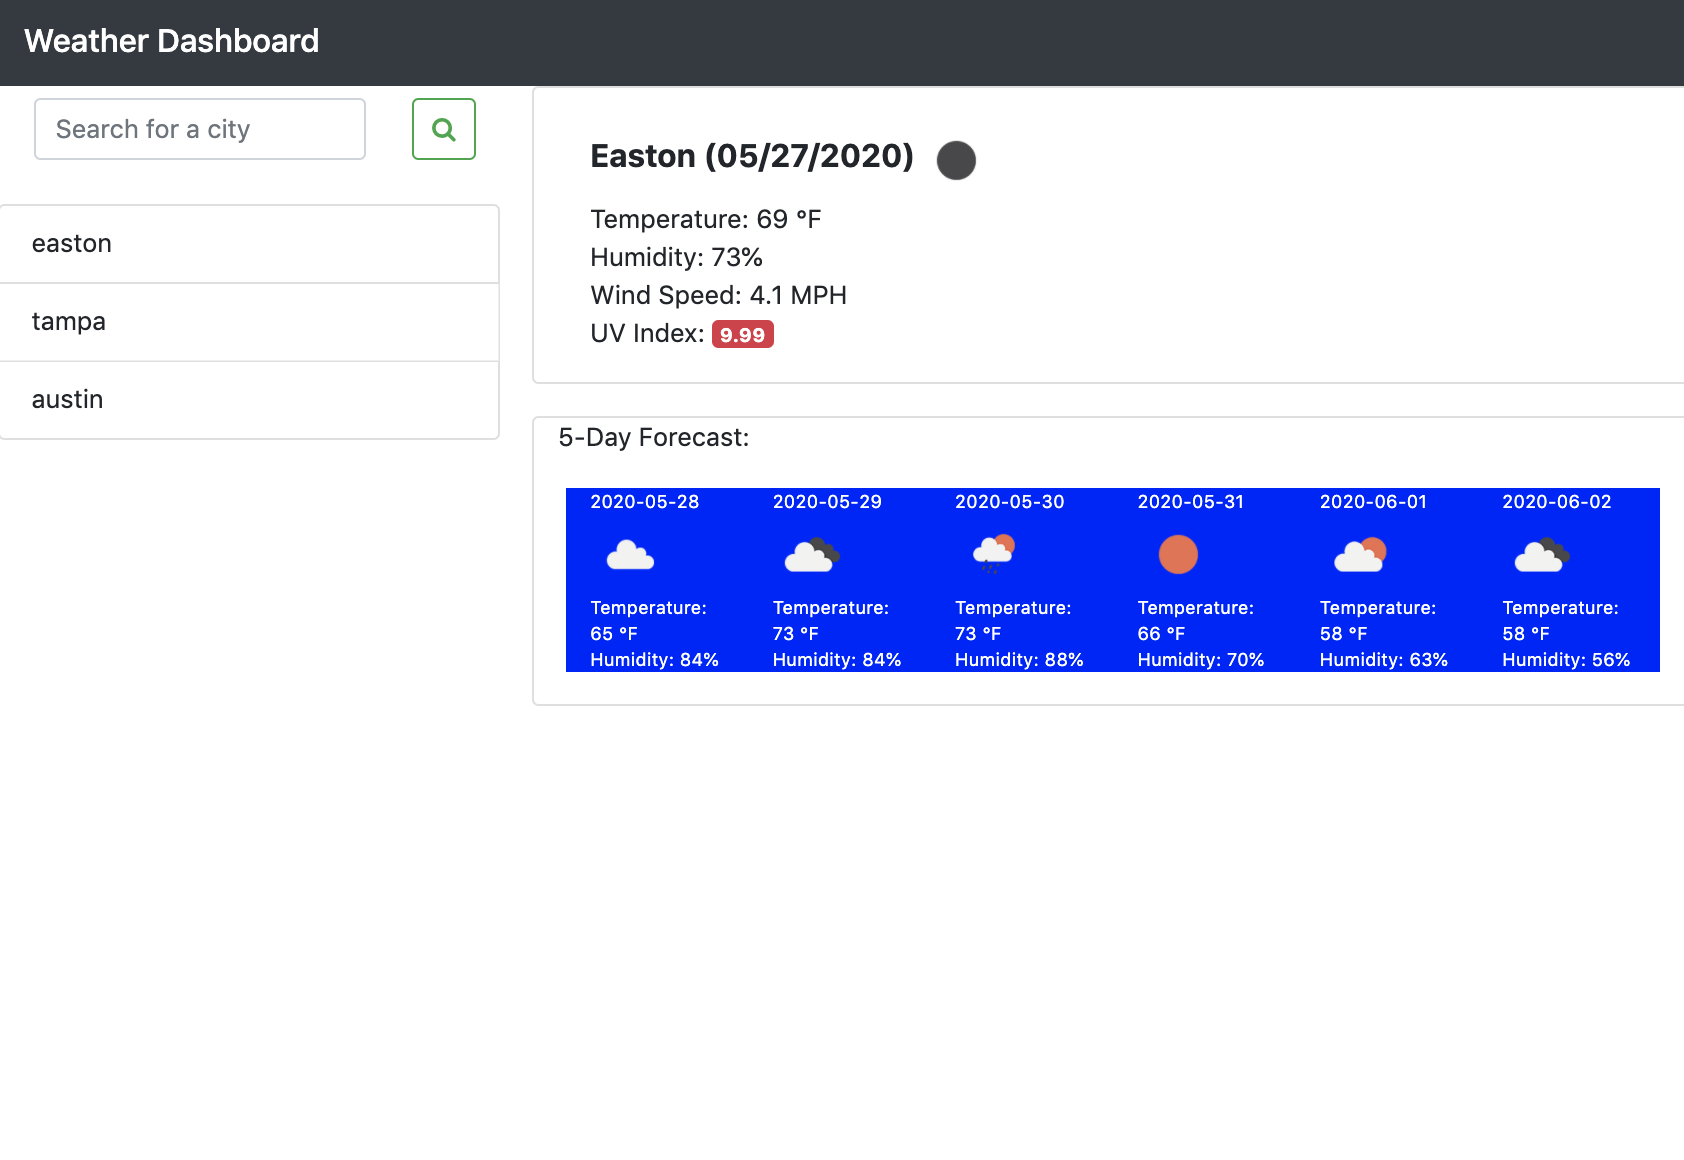 Weather Dashboard
Search for a city
easton
tampa
austin
Easton (05/27/2020)
Temperature: 69 °F
Humidity: 73%
Wind Speed: 4.1 MPH
UV Index: 9.99
5-Day Forecast:
2020-05-28
Temperature:
65 °F
Humidity: 84%
2020-05-29
Temperature:
73 °F
Humidity: 84%
2020-05-30
Temperature:
73 °F
Humidity: 88%
2020-05-31
Temperature:
66 °F
Humidity: 70%
2020-06-01
Temperature:
58 °F
Humidity: 63%
2020-06-02
Temperature:
58 °F
Humidity: 56%